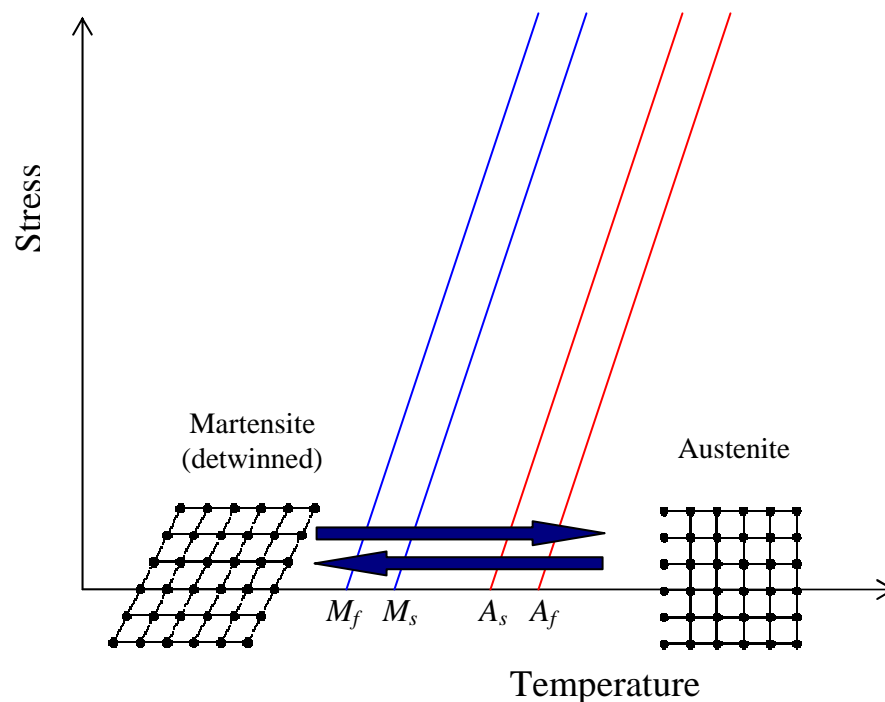 Stress
Martensite
(detwinned)
Austenite
M_f M_s A_s A_f
Temperature